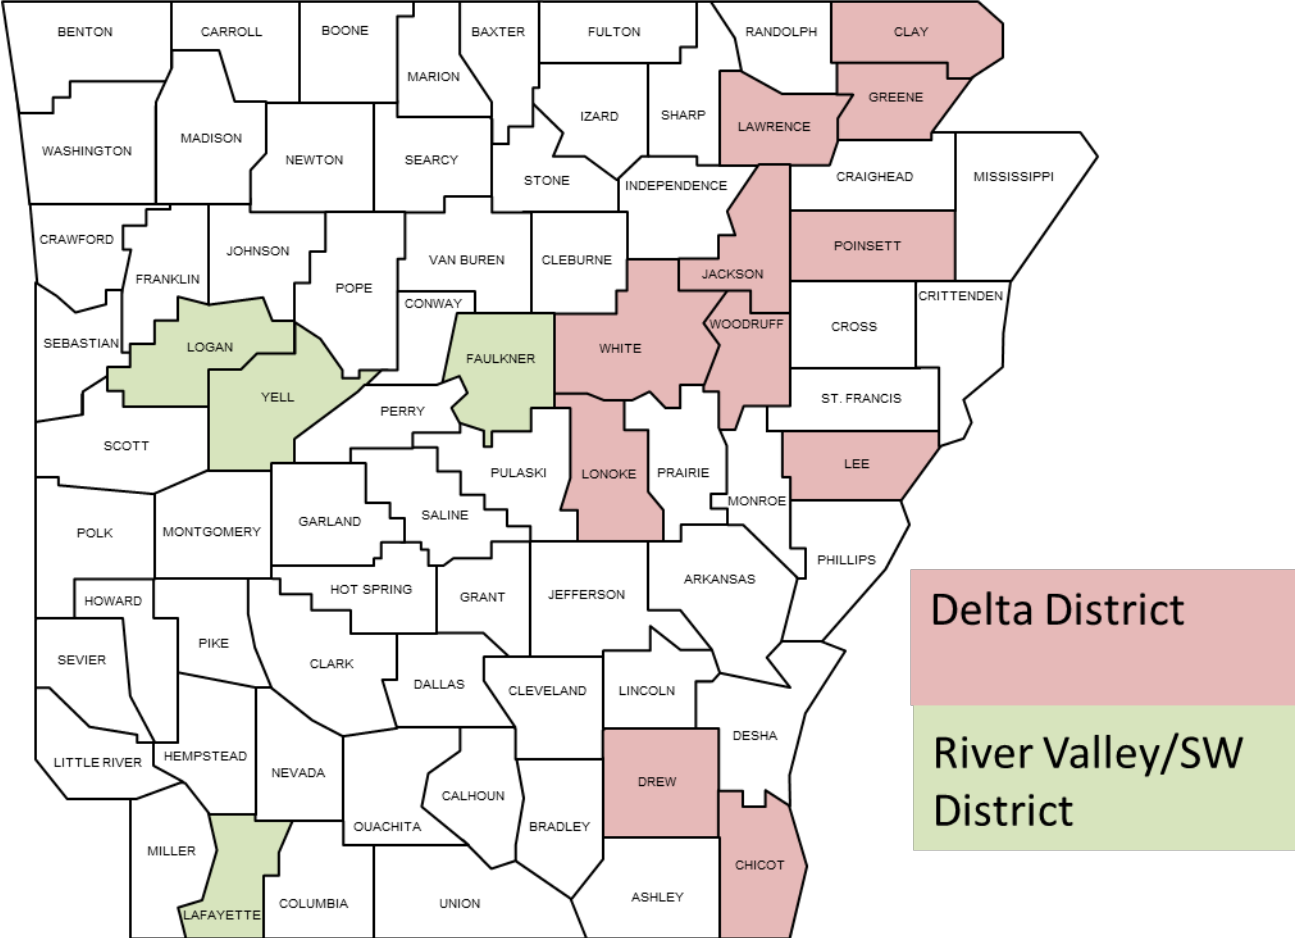 BENTON
CARROLL
BOONE
BAXTER
FULTON
RANDOLPH
CLAY
MARION
GREENE
IZARD
SHARP
LAWRENCE
WASHINGTON
MADISON
NEWTON
SEARCY
STONE
INDEPENDENCE
CRAIGHEAD
MISSISSIPPI
CRAWFORD
JOHNSON
VAN BUREN
CLEBURNE
POINSETT
FRANKLIN
POPE
JACKSON
CONWAY
CRITTENDEN
SEBASTIAN
LOGAN
FAULKNER
WHITE
WOODRUFF
CROSS
YELL
PERRY
ST. FRANCIS
SCOTT
PULASKI
LONOKE
PRAIRIE
LEE
MONROE
POLK
MONTGOMERY
GARLAND
SALINE
PHILLIPS
HOWARD
HOT SPRING
GRANT
JEFFERSON
ARKANSAS
Delta District
SEVIER
PIKE
CLARK
DALLAS
CLEVELAND
LINCOLN
DESHA
LITTLE RIVER
HEMPSTEAD
NEVADA
CALHOUN
DREW
River Valley/SW
District
OUACHITA
BRADLEY
MILLER
CHICOT
LAFAYETTE
COLUMBIA
UNION
ASHLEY